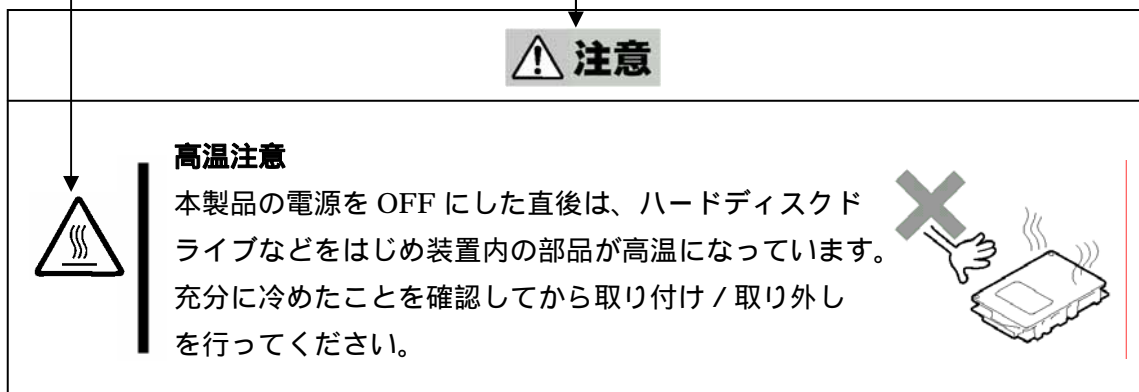 注意
高温注意
本製品の電源を OFF にした直後は、ハードディスクド
ライブなどをはじめ装置内の部品が高温になっています。
充分に冷めたことを確認してから取り付け / 取り外し
を行ってください。